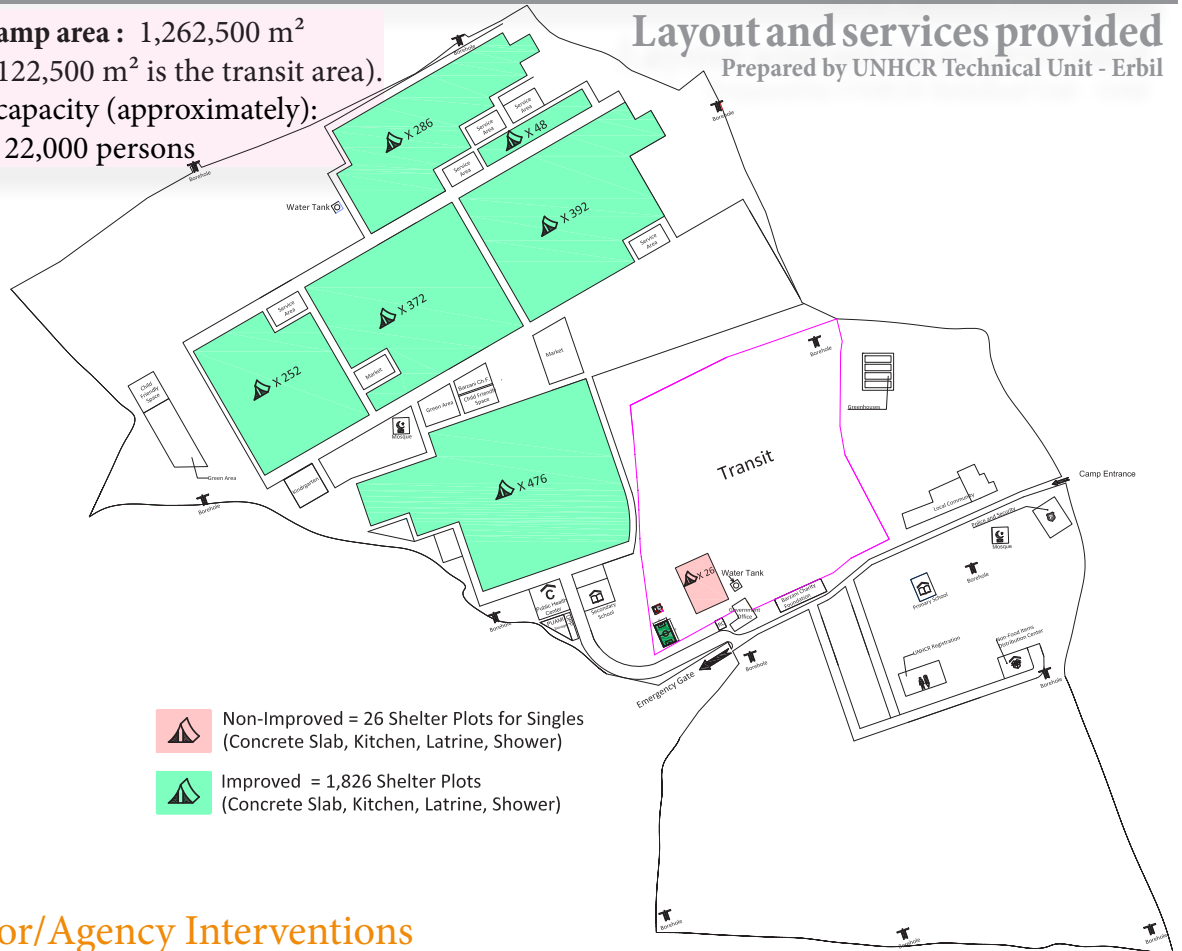 amp area : 1,262,500 m²
122,500 m² is the transit area).
capacity (approximately):
22,000 persons
Layout and services provided
Prepared by UNHCR Technical Unit - Erbil
Borehole
Borehole
Borehole
X 286
Service
Area
Service
Area
X 48
Service
Area
Water Tank
X 392
Service
Area
X 372
Service
Area
Market
X 252
Market
Child
Friendly
Space
Green Area
Borehole
Kindergarten
Mosque
Green Area
Barzani Ch.F
Child Friendly
Space
X 476
Borehole
Greenhouses
Transit
Camp Entrance
Local Community
Police and Security
Mosque
Borehole
Primary School
X 26
Water Tank
Government
Office
Barzani Charity
Foundation
Public Health
Center
Secondary
School
Borehole
Borehole
Emergency Gate
UNHCR Registration
Non-Food Items
Distribution Center
Borehole
Non-Improved = 26 Shelter Plots for Singles
(Concrete Slab, Kitchen, Latrine, Shower)
Improved = 1,826 Shelter Plots
(Concrete Slab, Kitchen, Latrine, Shower)
Borehole
Borehole
Borehole
or/Agency Interventions